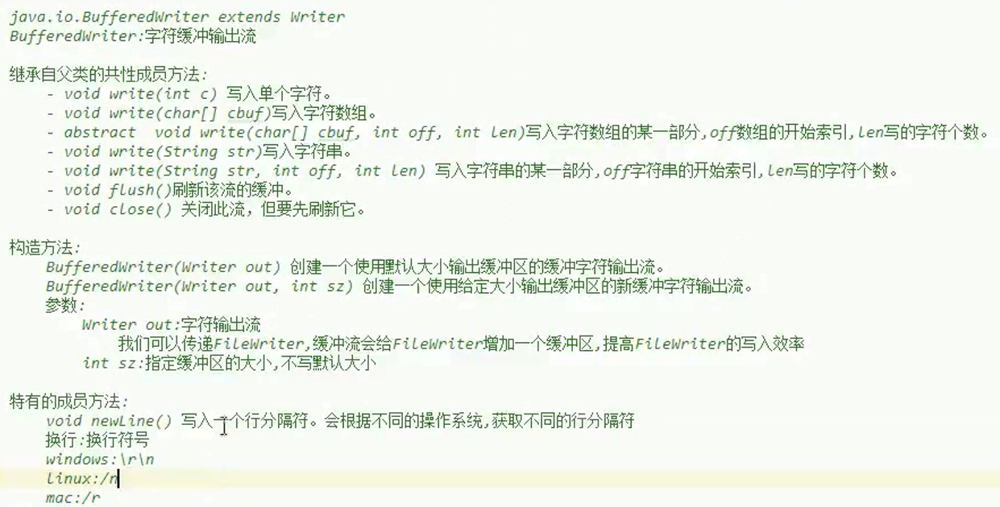 java.io.BufferedWriter extends Writer
BufferedWriter:字符缓冲输出流
继承自父类的共性成员方法:
- void write(int c) 写入单个字符。
- void write(char[] cbuf)写入字符数组。
- abstract  void write(char[] cbuf, int off, int len)写入字符数组的某一部分,off数组的开始索引,len写的字符个数。
- void write(String str)写入字符串。
- void write(String str, int off, int len) 写入字符串的某一部分,off字符串的开始索引,len写的字符个数。
- void flush()刷新该流的缓冲。
- void close() 关闭此流，但要先刷新它。
构造方法:
BufferedWriter(Writer out) 创建一个使用默认大小输出缓冲区的缓冲字符输出流。
BufferedWriter(Writer out, int sz) 创建一个使用给定大小输出缓冲区的新缓冲字符输出流。
参数:
Writer out:字符输出流
我们可以传递FileWriter,缓冲流会给FileWriter增加一个缓冲区,提高FileWriter的写入效率
int sz:指定缓冲区的大小,不写默认大小
特有的成员方法:
void newLine() 写入一个行分隔符。会根据不同的操作系统,获取不同的行分隔符
换行:换行符号
windows:\r\n
linux:/n
mac:/r